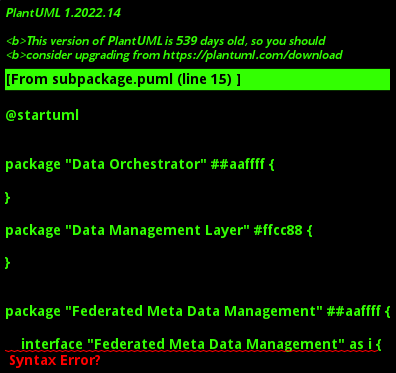 PlantUML 1.2022.14
<b>This version of PlantUML is 539 days old, so you should
<b>consider upgrading from https://plantuml.com/download
[From subpackage.puml (line 15) ]
@startuml
package "Data Orchestrator" ##aaffff {
}
package "Data Management Layer" #ffcc88 {
}
package "Federated Meta Data Management" ##aaffff {
interface "Federated Meta Data Management" as i {
Syntax Error?